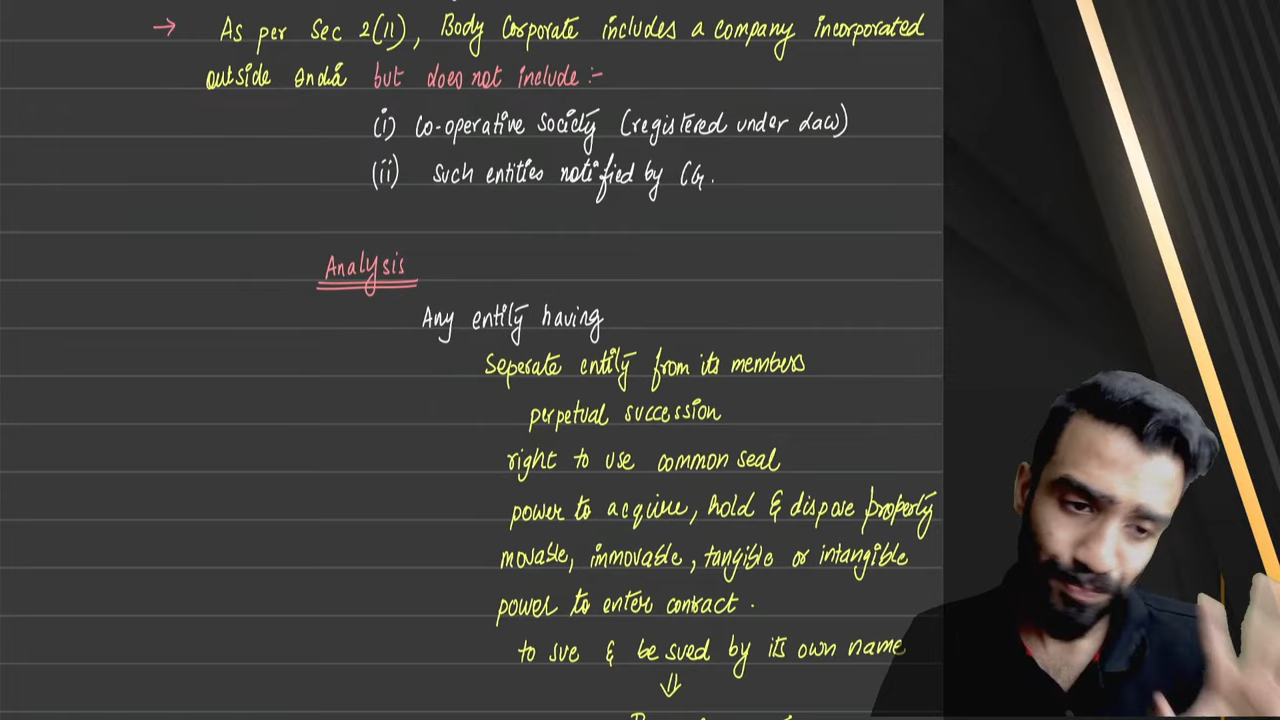 → As per Sec 2(11), Body Corporate includes a company incorporated
outside India but does not include :-
(i) Co-operative Society (registered under Law)
(ii) Such entities notified by CG.
Analysis
Any entity having
Seperate entity from its members
perpetual succession
right to use common seal
power to acquire, hold & dispose property
movable, immovable, tangible or intangible
power to enter contract.
to sue & be sued by its own name
⇓